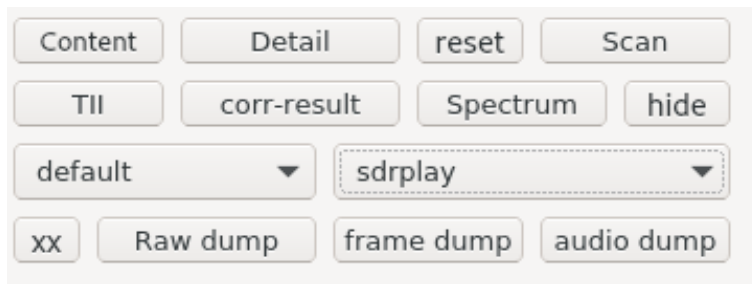 Content Detail reset Scan
TII corr-result Spectrum hide
default sdrplay
xx Raw dump frame dump audio dump